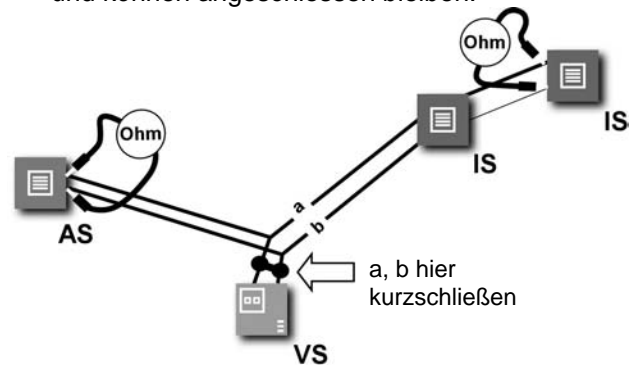 und können angeschlossen bleiben.
Ohm
Ohm
IS
IS
AS
a
b
a, b hier
kurzschließen
VS